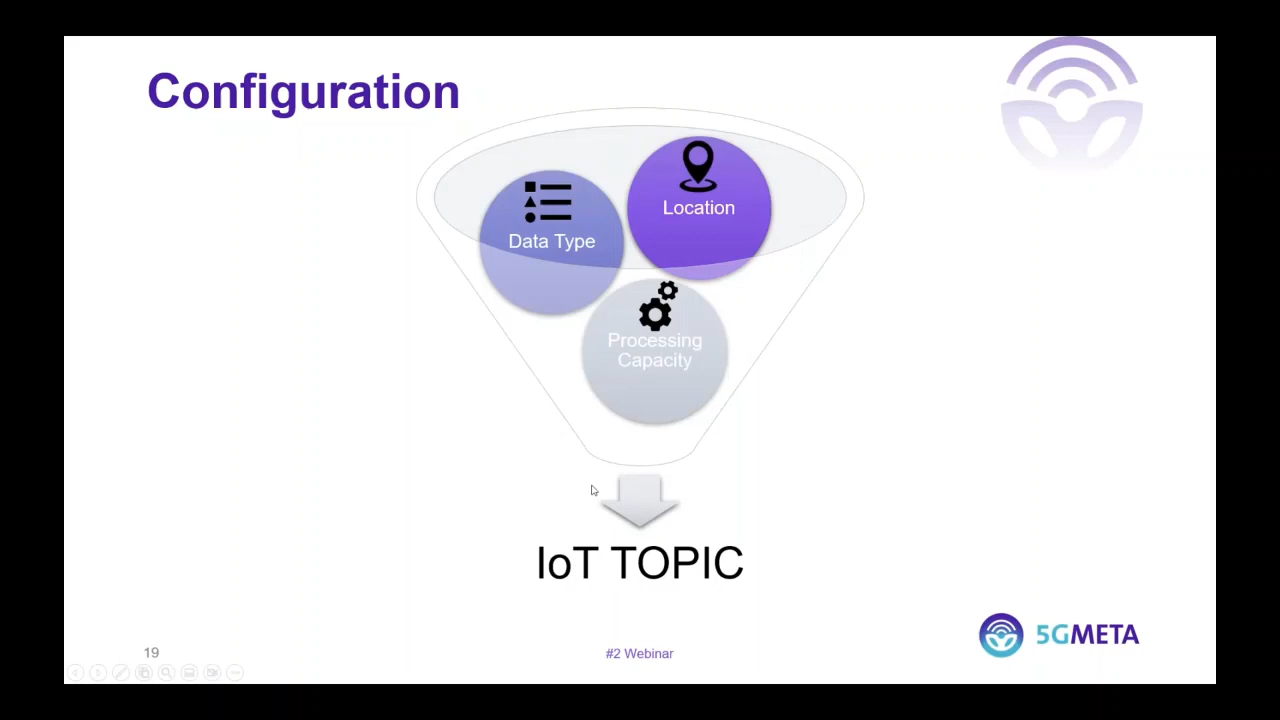 Configuration
Location
Data Type
Processing
Capacity
IoT TOPIC
19
#2 Webinar
5GMETA